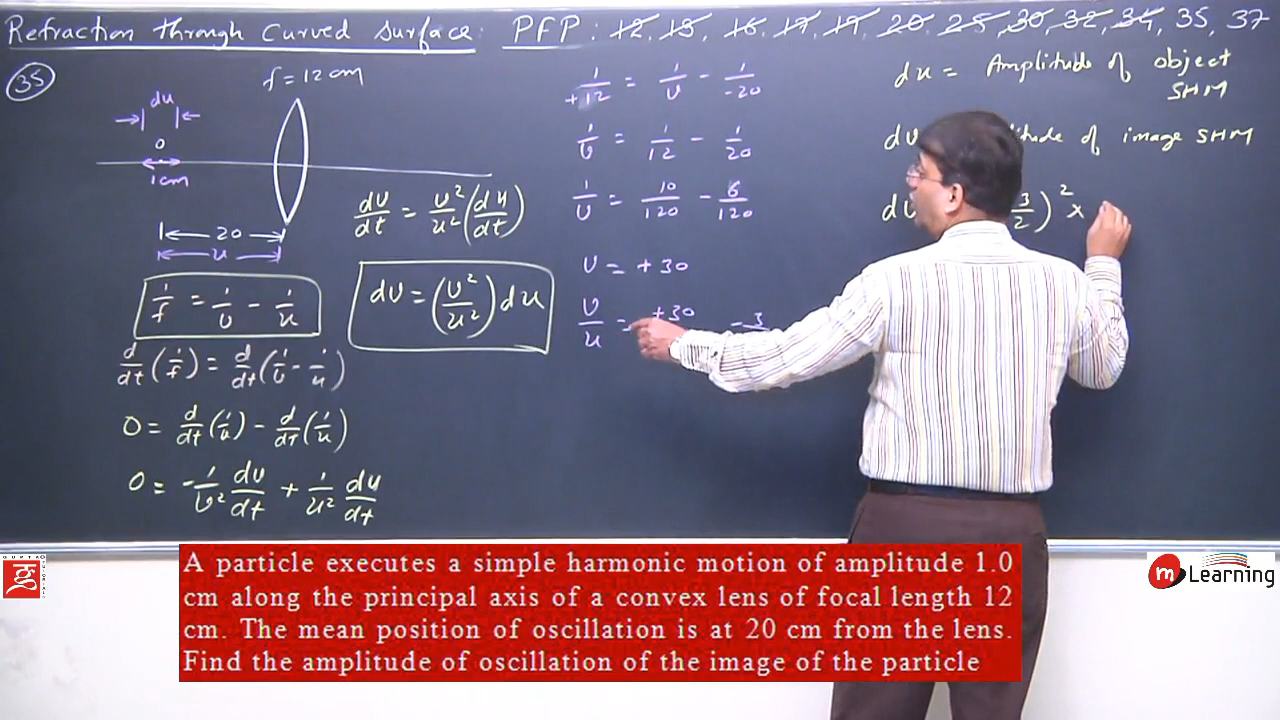 Refraction through Curved Surface: PFP: 12, 15, 16, 17, 19, 20, 25, 30, 32, 34, 35, 37
35
f = 12 cm
du
O
1cm
20
u
1/f = 1/v - 1/u
d/dt (1/f) = d/dt (1/v - 1/u)
0 = d/dt (1/v) - d/dt (1/u)
0 = -1/v² dv/dt + 1/u² du/dt
dv/dt = v²/u² (du/dt)
dv = (v²/u²) du
1/+12 = 1/v - 1/-20
1/v = 1/12 - 1/20
1/v = 10/120 - 6/120
v = +30
v/u = +30 -3
du = Amplitude of object
SHM
dv of image SHM
dv 3/2)² ×
A particle executes a simple harmonic motion of amplitude 1.0
cm along the principal axis of a convex lens of focal length 12
cm. The mean position of oscillation is at 20 cm from the lens.
Find the amplitude of oscillation of the image of the particle
GUPTA
m Learning